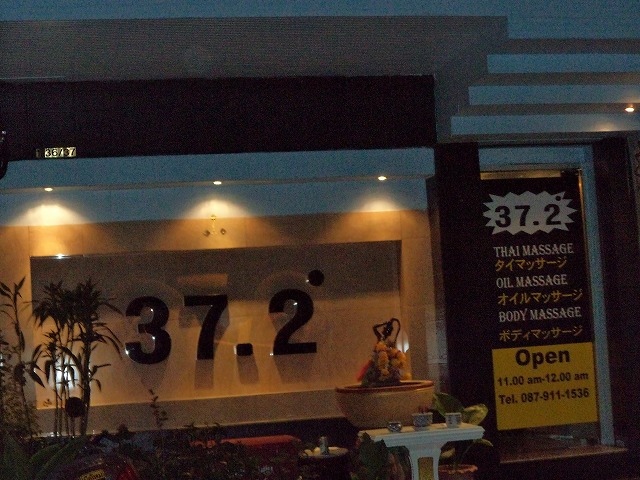 36/7
37.2°
37.2°
THAI MASSAGE
タイマッサージ
OIL MASSAGE
オイルマッサージ
BODY MASSAGE
ボディマッサージ
Open
11.00 am-12.00 am
Tel. 087-911-1536